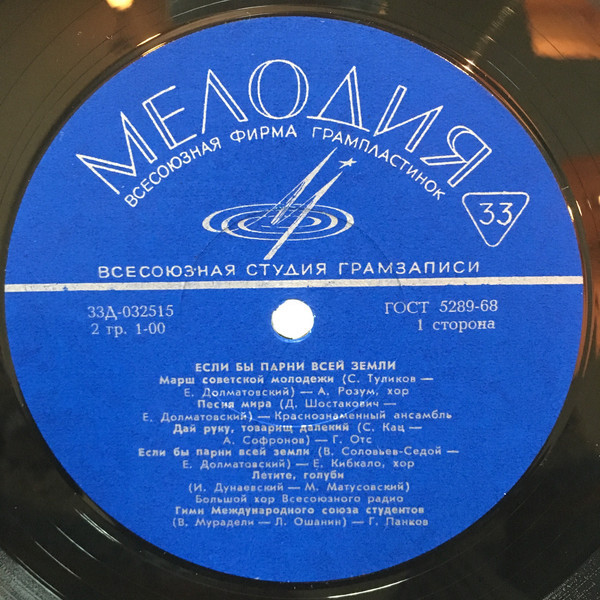 МЕЛОДИЯ
ВСЕСОЮЗНАЯ ФИРМА ГРАМПЛАСТИНОК
33
ВСЕСОЮЗНАЯ СТУДИЯ ГРАМЗАПИСИ
33Д-032515
2 гр. 1-00
ГОСТ 5289-68
1 сторона
ЕСЛИ БЫ ПАРНИ ВСЕЙ ЗЕМЛИ
Марш советской молодежи (С. Туликов —
Е. Долматовский) — А. Розум, хор
Песня мира (Д. Шостакович —
Е. Долматовский) — Краснознаменный ансамбль
Дай руку, товарищ далекий (С. Кац —
А. Софронов) — Г. Отс
Если бы парни всей земли (В. Соловьев-Седой —
Е. Долматовский) — Е. Кибкало, хор
Летите, голуби
(И. Дунаевский — М. Матусовский)
Большой хор Всесоюзного радио
Гимн Международного союза студентов
(В. Мурадели — Л. Ошанин) — Г. Панков